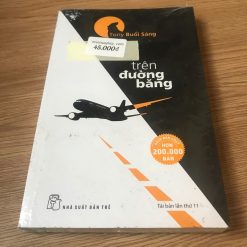 Tony Buổi Sáng
45.000đ
trên
đường
băng
HƠN
200.000
BẢN
NHÀ XUẤT BẢN TRẺ
Tái bản lần thứ 11